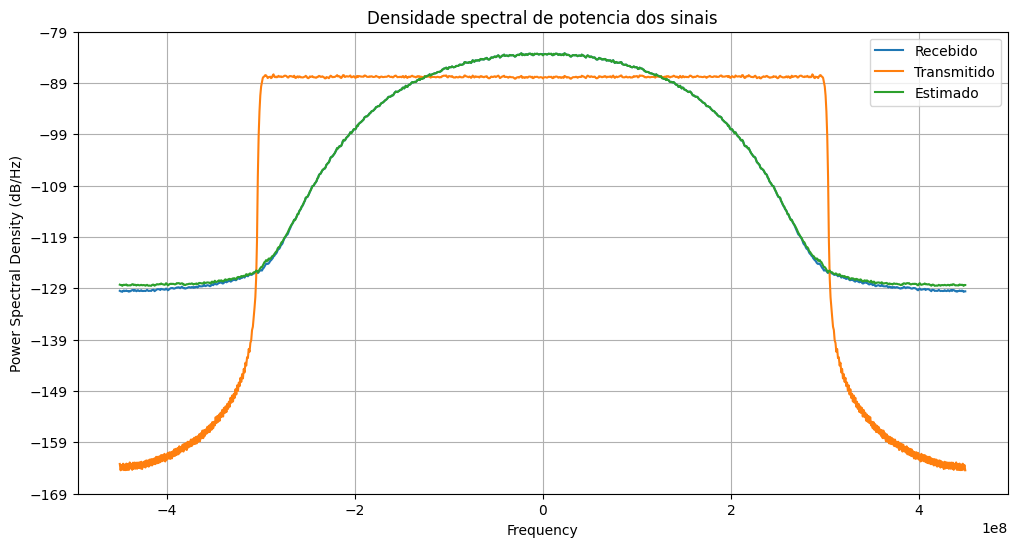 Densidade spectral de potencia dos sinais
Power Spectral Density (dB/Hz)
−79
−89
−99
−109
−119
−129
−139
−149
−159
−169
Recebido
Transmitido
Estimado
−4
−2
0
2
4
1e8
Frequency